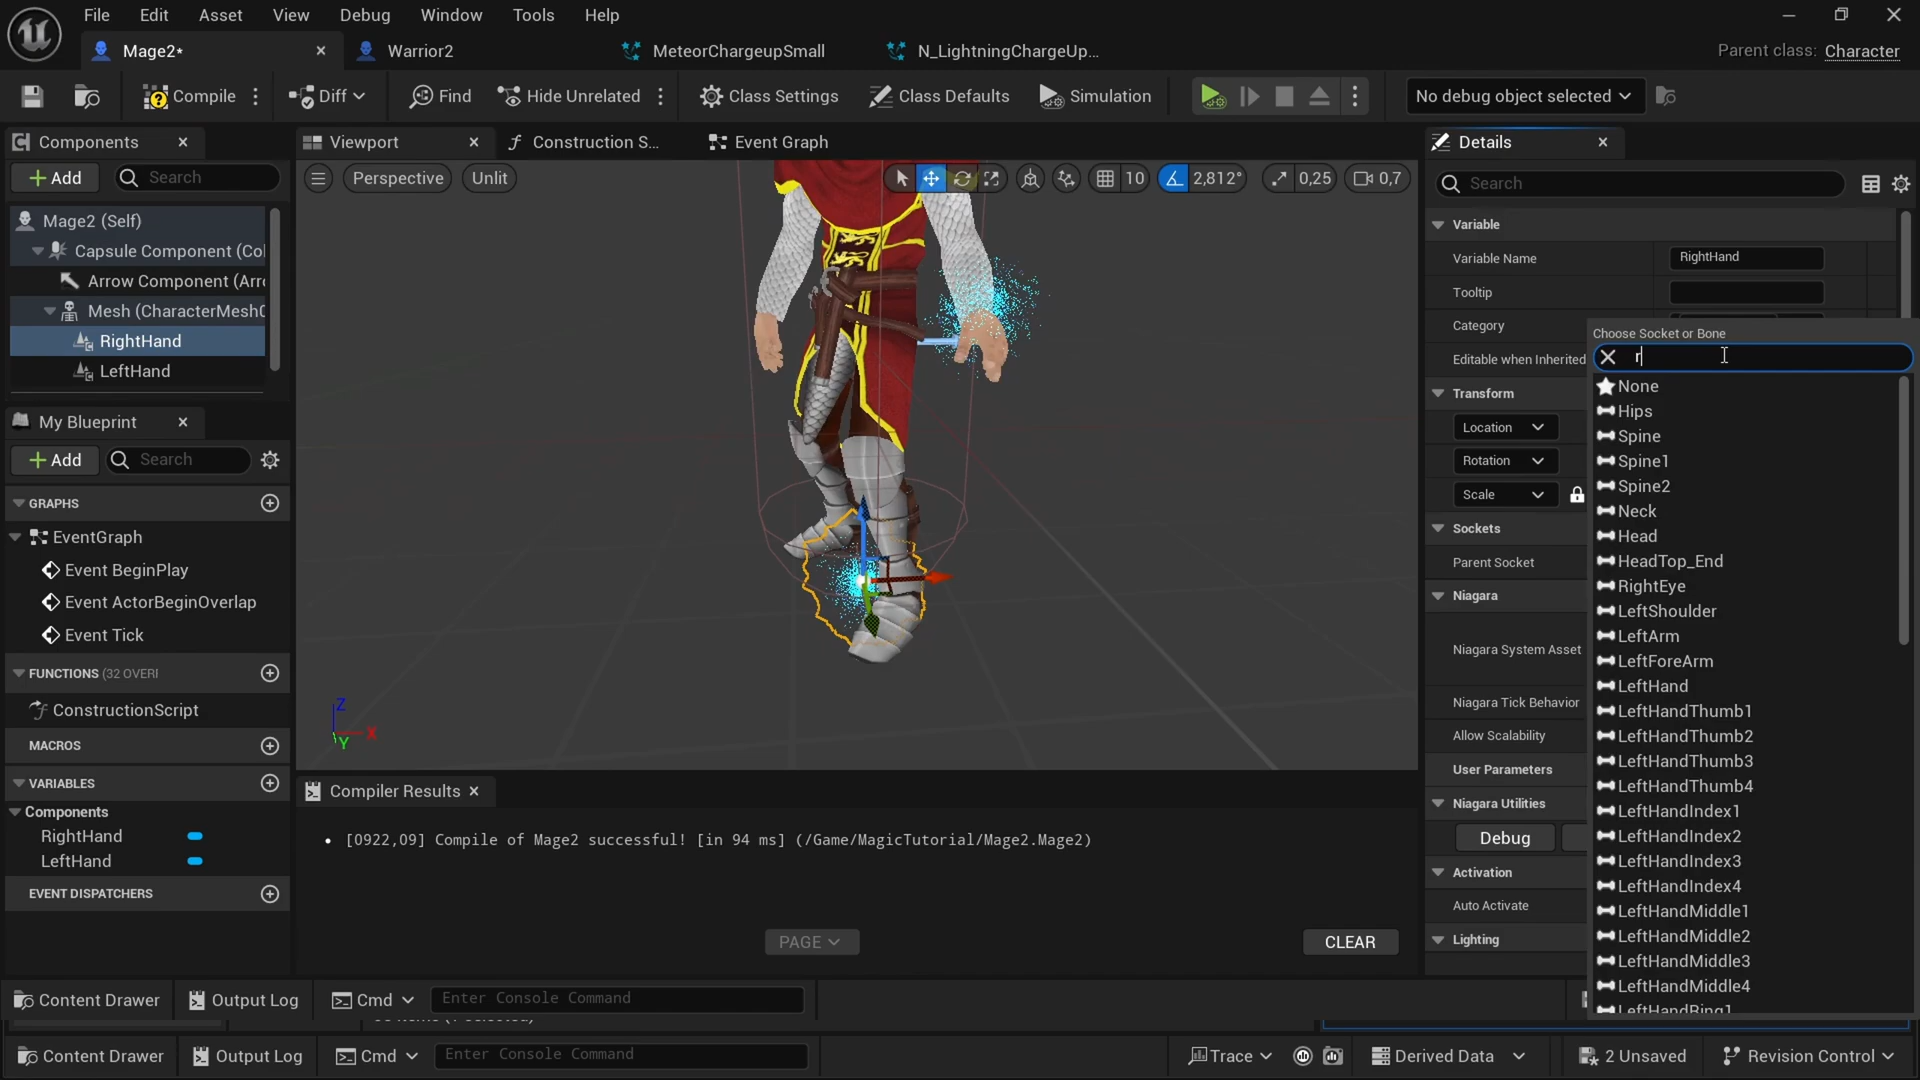 File Edit Asset View Debug Window Tools Help
Mage2* Warrior2 MeteorChargeupSmall N_LightningChargeUp... Parent class: Character
Compile Diff Find Hide Unrelated Class Settings Class Defaults Simulation No debug object selected
Components Viewport Construction S... Event Graph Details
+ Add Search Perspective Unlit 10 2,812° 0,25 0,7 Search
Mage2 (Self)
Capsule Component (Col
Arrow Component (Arr
Mesh (CharacterMesh
RightHand
LeftHand
My Blueprint
+ Add Search
GRAPHS
EventGraph
Event BeginPlay
Event ActorBeginOverlap
Event Tick
FUNCTIONS (32 OVERI
ConstructionScript
MACROS
VARIABLES
Components
RightHand
LeftHand
EVENT DISPATCHERS
Z
X
Y
Compiler Results
[0922,09] Compile of Mage2 successful! [in 94 ms] (/Game/MagicTutorial/Mage2.Mage2)
PAGE CLEAR
Variable
Variable Name RightHand
Tooltip
Category
Editable when Inherited
Transform
Location
Rotation
Scale
Sockets
Parent Socket
Niagara
Niagara System Asset
Niagara Tick Behavior
Allow Scalability
User Parameters
Niagara Utilities
Debug
Activation
Auto Activate
Lighting
Choose Socket or Bone
r
None
Hips
Spine
Spine1
Spine2
Neck
Head
HeadTop_End
RightEye
LeftShoulder
LeftArm
LeftForeArm
LeftHand
LeftHandThumb1
LeftHandThumb2
LeftHandThumb3
LeftHandThumb4
LeftHandIndex1
LeftHandIndex2
LeftHandIndex3
LeftHandIndex4
LeftHandMiddle1
LeftHandMiddle2
LeftHandMiddle3
LeftHandMiddle4
LeftHandRing1
Content Drawer Output Log Cmd Enter Console Command
Content Drawer Output Log Cmd Enter Console Command Trace Derived Data 2 Unsaved Revision Control